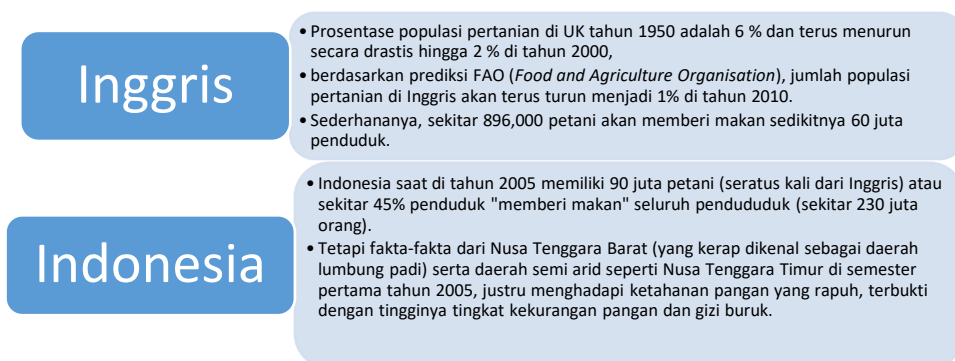 Inggris
• Prosentase populasi pertanian di UK tahun 1950 adalah 6 % dan terus menurun
secara drastis hingga 2 % di tahun 2000,
• berdasarkan prediksi FAO (Food and Agriculture Organisation), jumlah populasi
pertanian di Inggris akan terus turun menjadi 1% di tahun 2010.
• Sederhananya, sekitar 896,000 petani akan memberi makan sedikitnya 60 juta
penduduk.
Indonesia
• Indonesia saat di tahun 2005 memiliki 90 juta petani (seratus kali dari Inggris) atau
sekitar 45% penduduk "memberi makan" seluruh pendududuk (sekitar 230 juta
orang).
• Tetapi fakta-fakta dari Nusa Tenggara Barat (yang kerap dikenal sebagai daerah
lumbung padi) serta daerah semi arid seperti Nusa Tenggara Timur di semester
pertama tahun 2005, justru menghadapi ketahanan pangan yang rapuh, terbukti
dengan tingginya tingkat kekurangan pangan dan gizi buruk.